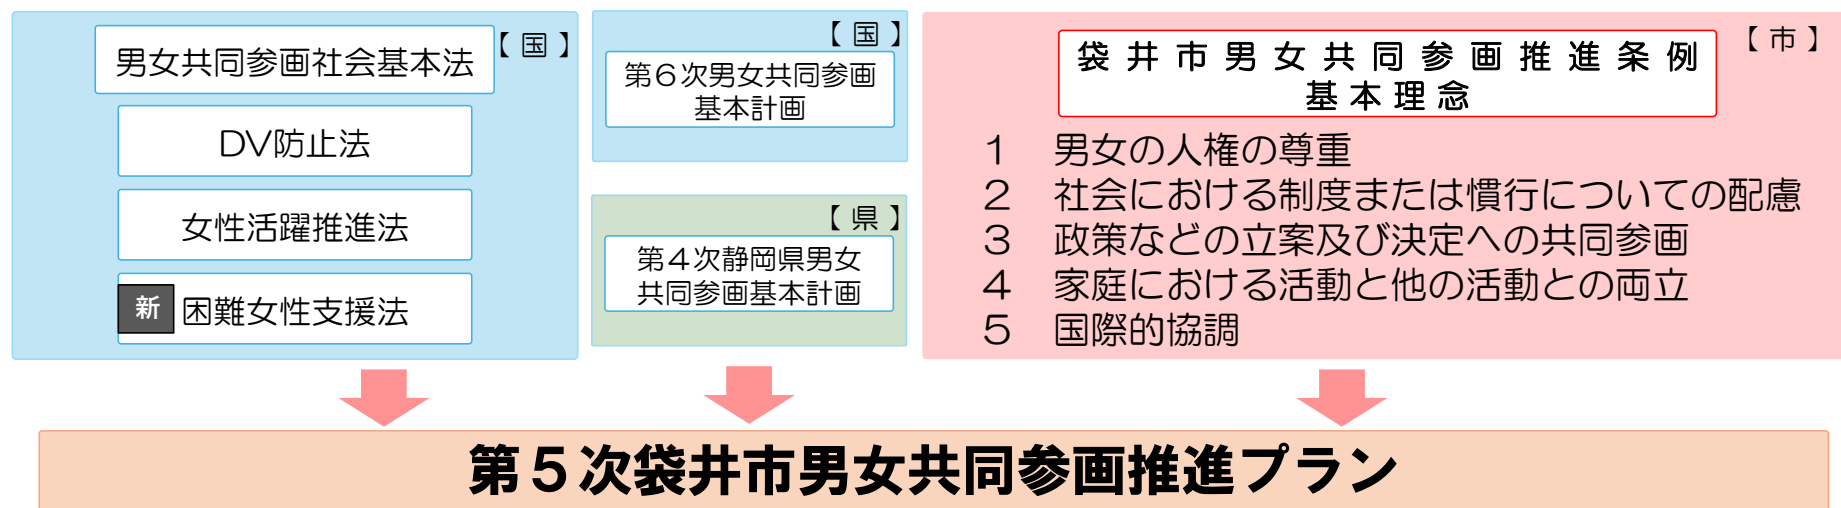 【 国 】
男女共同参画社会基本法
DV防止法
女性活躍推進法
新 困難女性支援法
【 国 】
第6次男女共同参画
基本計画
【 県 】
第4次静岡県男女
共同参画基本計画
【 市 】
袋井市男女共同参画推進条例
基本理念
1 男女の人権の尊重
2 社会における制度または慣行についての配慮
3 政策などの立案及び決定への共同参画
4 家庭における活動と他の活動との両立
5 国際的協調
第5次袋井市男女共同参画推進プラン